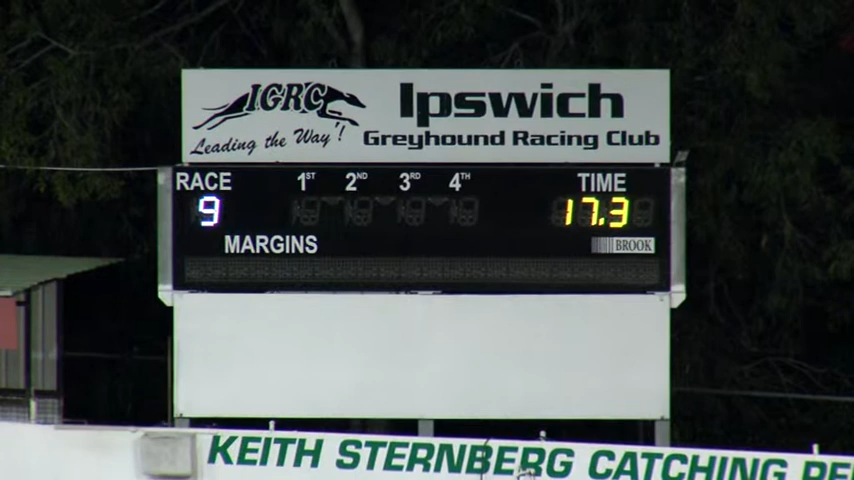 IGRC
Leading the Way!
Ipswich
Greyhound Racing Club
RACE 1ST 2ND 3RD 4TH TIME
9 17.3
MARGINS BROOK
KEITH STERNBERG CATCHING PE